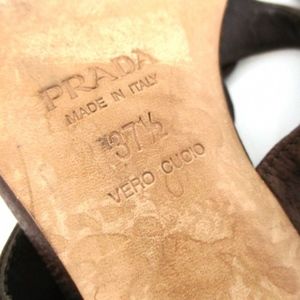 PRADA
MADE IN ITALY
37½
VERO CUOIO